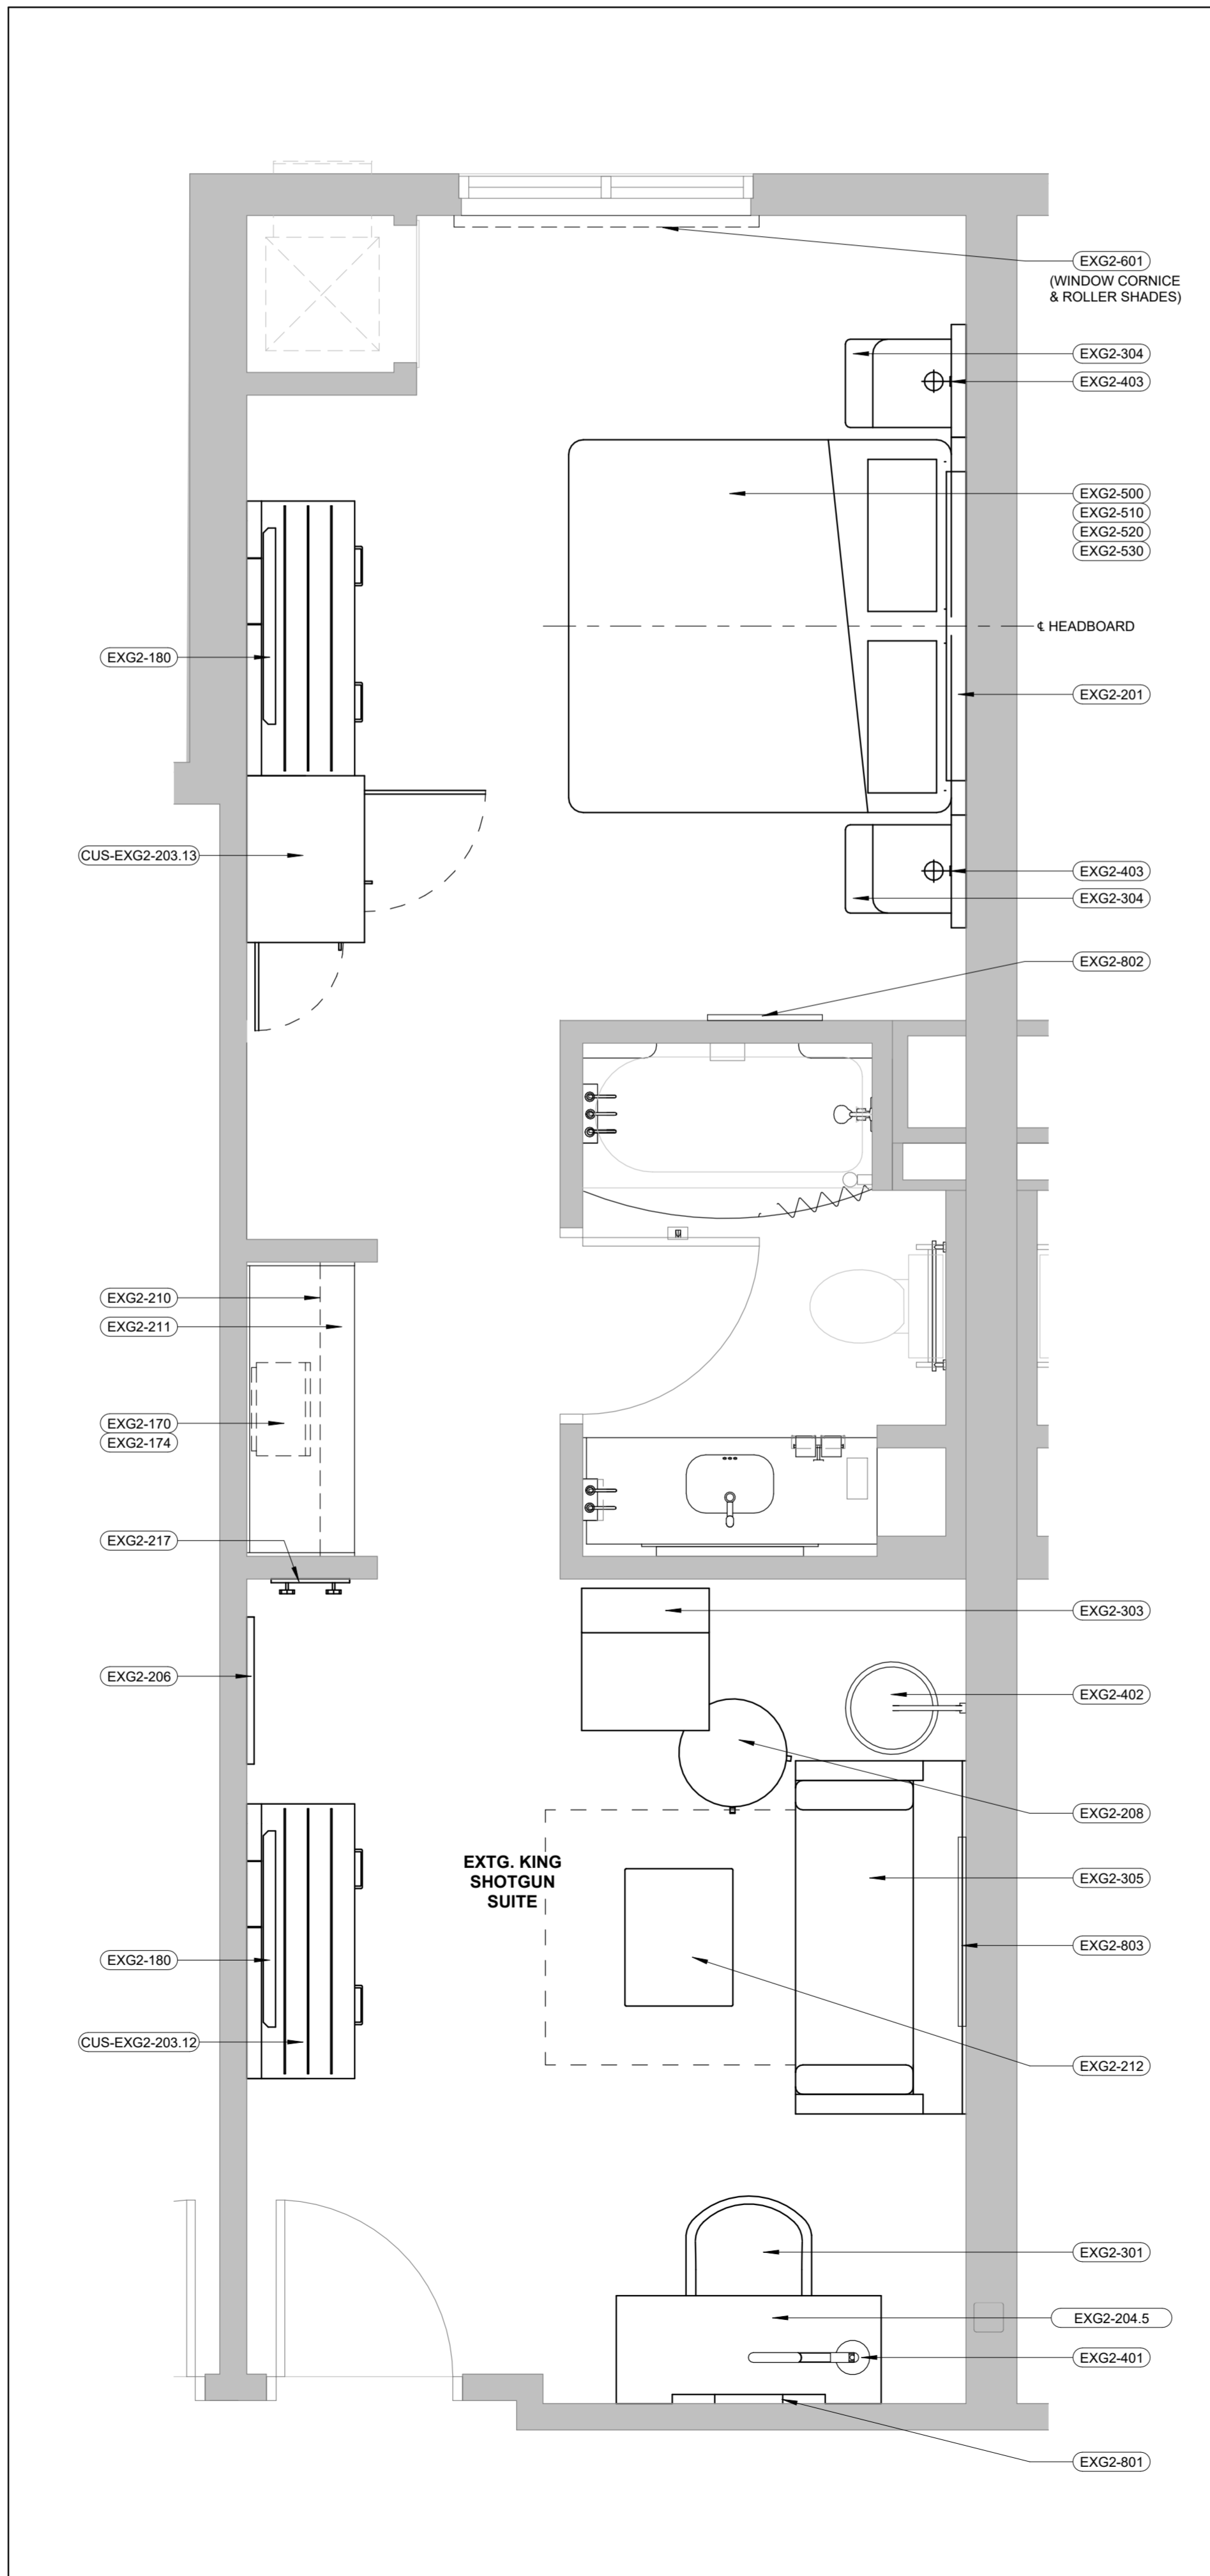 EXG2-601
(WINDOW CORNICE
& ROLLER SHADES)
EXG2-304
EXG2-403
EXG2-500
EXG2-510
EXG2-520
EXG2-530
℄ HEADBOARD
EXG2-180
EXG2-201
CUS-EXG2-203.13
EXG2-403
EXG2-304
EXG2-802
EXG2-210
EXG2-211
EXG2-170
EXG2-174
EXG2-217
EXG2-303
EXG2-206
EXG2-402
EXG2-208
EXTG. KING
SHOTGUN
SUITE
EXG2-305
EXG2-803
EXG2-180
CUS-EXG2-203.12
EXG2-212
EXG2-301
EXG2-204.5
EXG2-401
EXG2-801